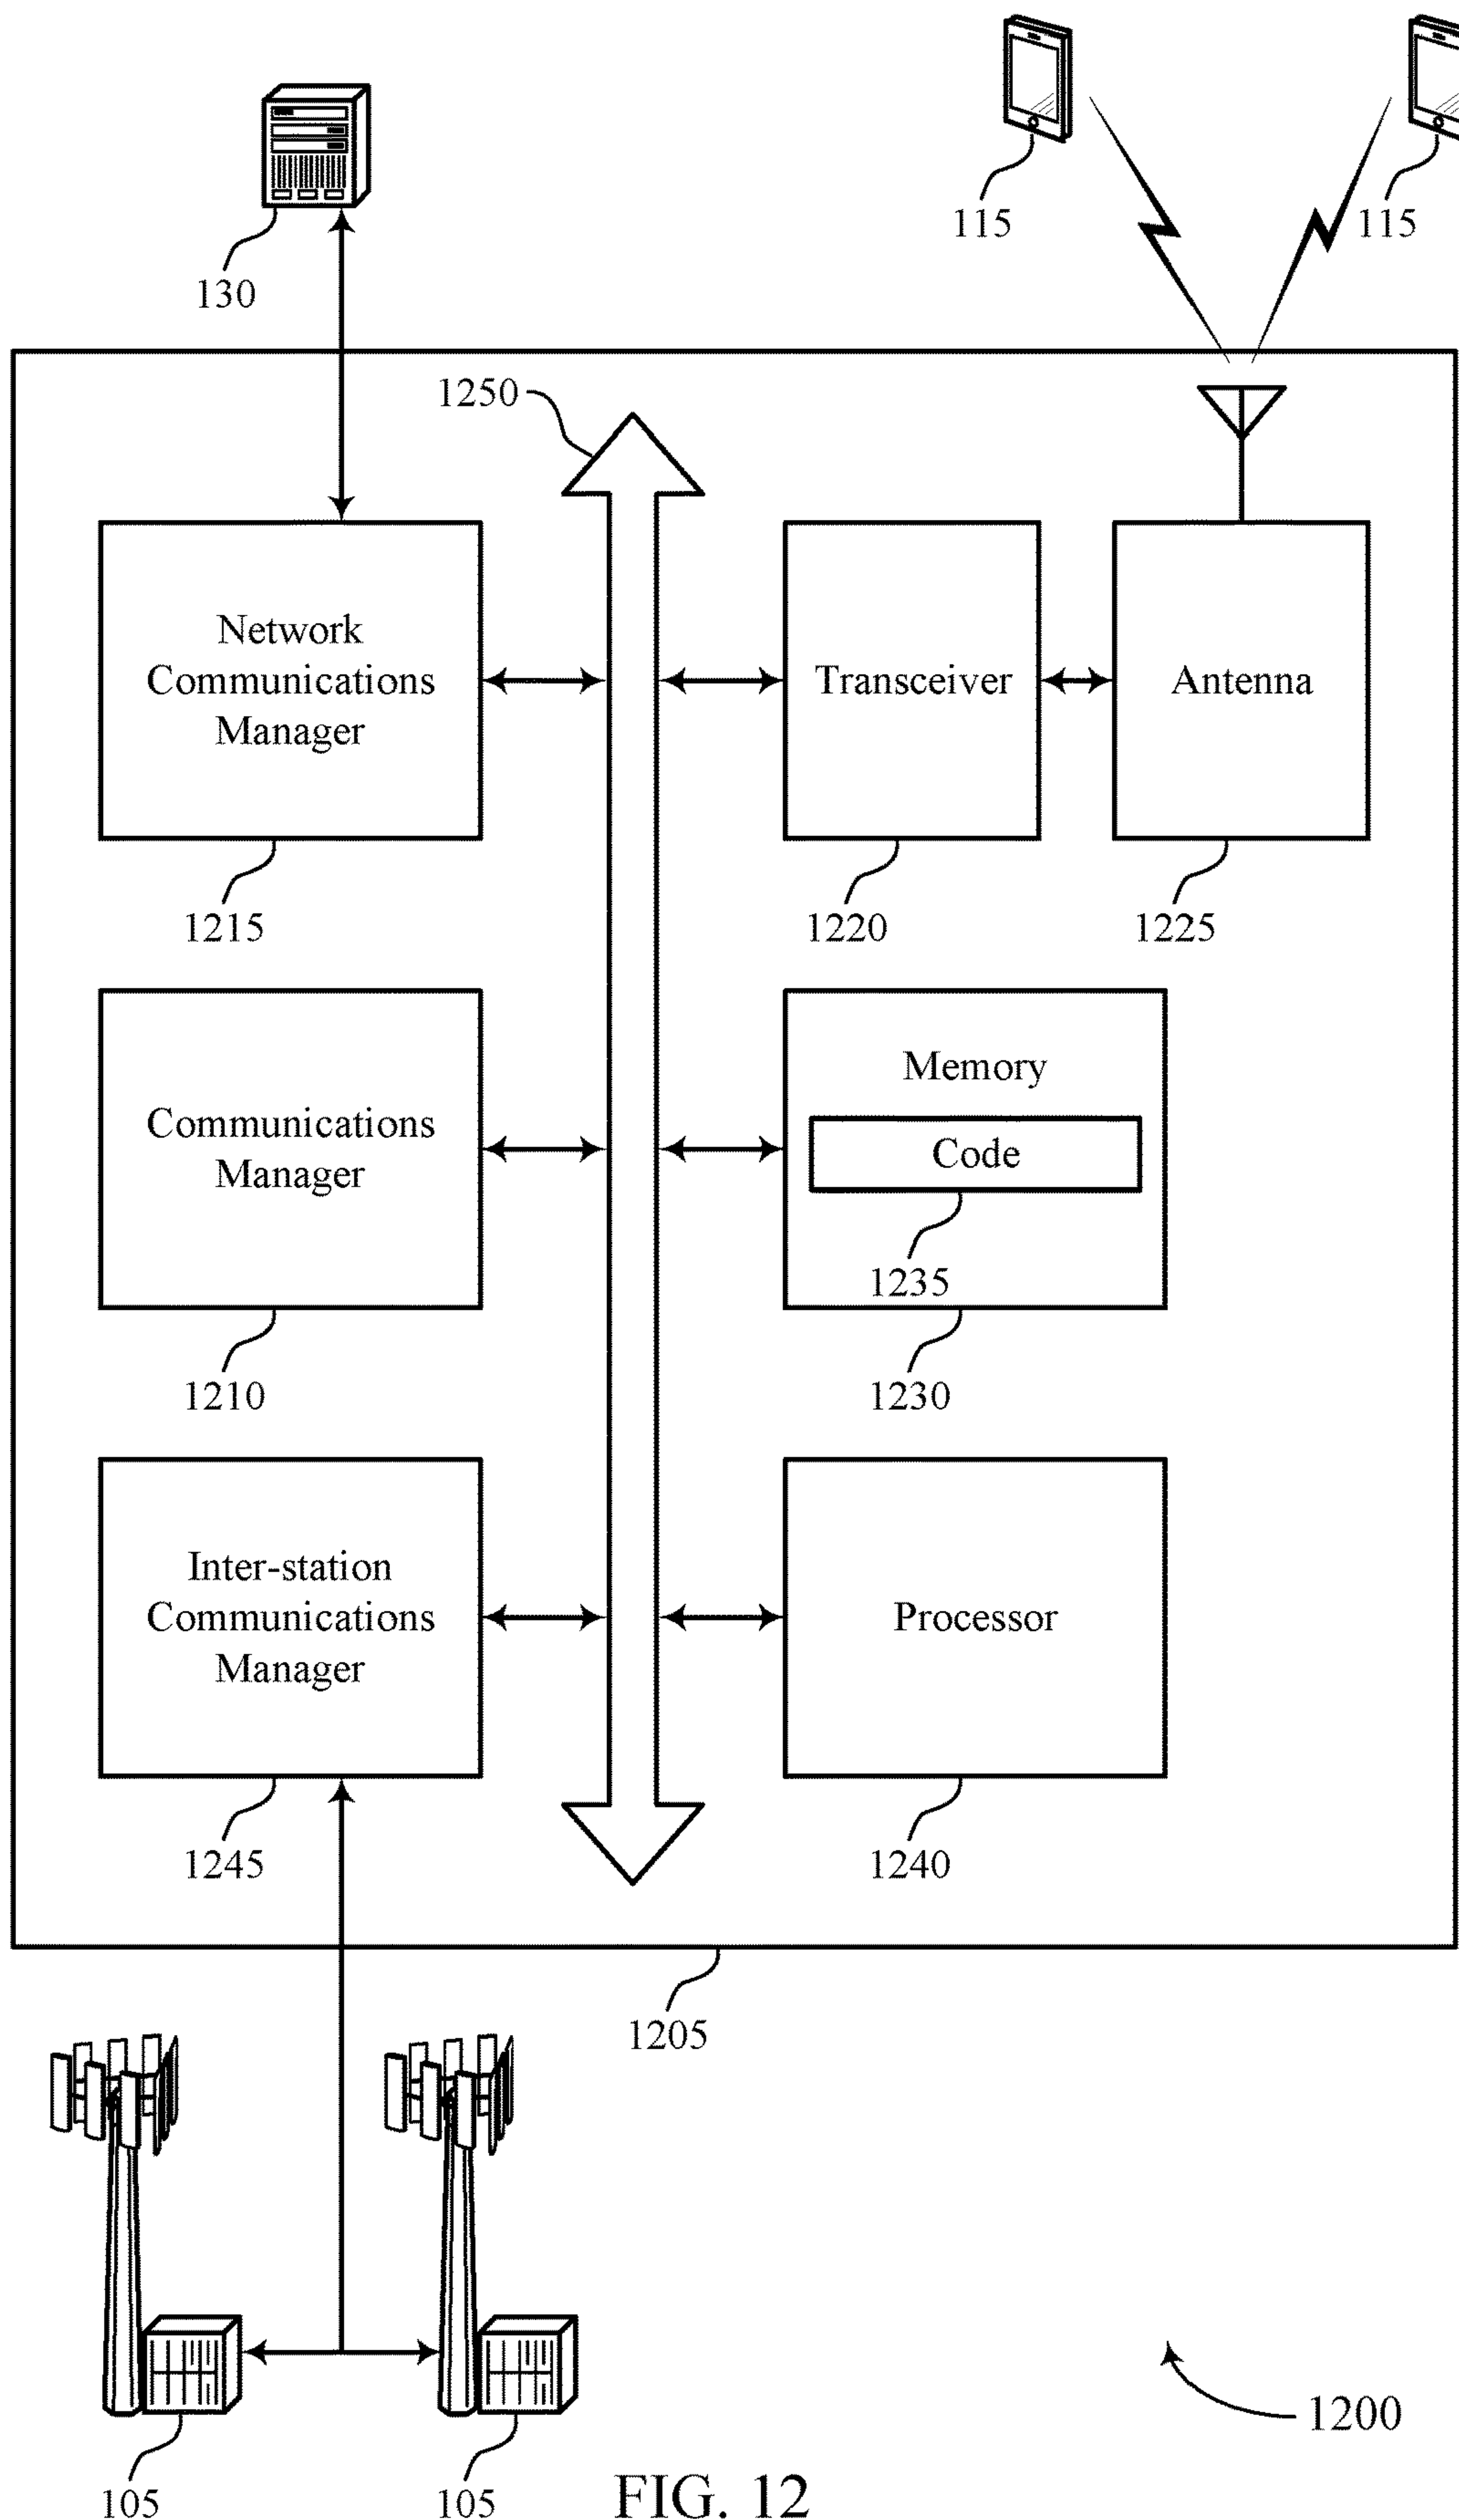 115
115
130
1250
Network
Communications
Manager
Transceiver
Antenna
1215
1220
1225
Communications
Manager
Memory
Code
1235
1210
1230
Inter-station
Communications
Manager
Processor
1245
1240
1205
1200
105
105
FIG. 12